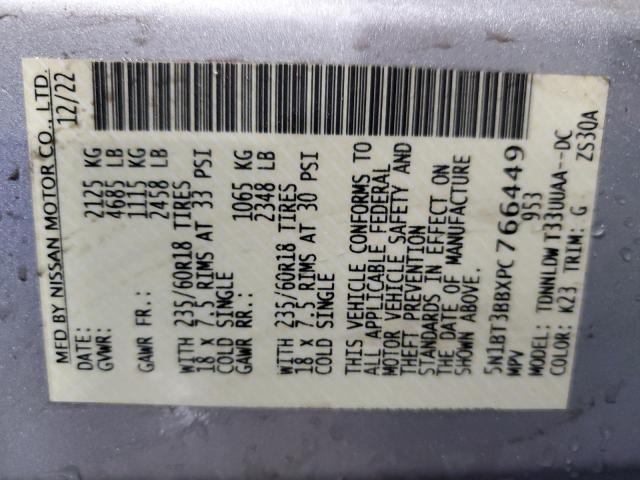 MFD BY NISSAN MOTOR CO., LTD.
DATE: 12/22
GVWR: 2125 KG
4685 LB
GAWR FR.: 1115 KG
2458 LB
WITH 235/60R18 TIRES
18 X 7.5 RIMS AT 33 PSI
COLD SINGLE
GAWR RR.: 1065 KG
2348 LB
WITH 235/60R18 TIRES
18 X 7.5 RIMS AT 30 PSI
COLD SINGLE
THIS VEHICLE CONFORMS TO
ALL APPLICABLE FEDERAL
MOTOR VEHICLE SAFETY AND
THEFT PREVENTION
STANDARDS IN EFFECT ON
THE DATE OF MANUFACTURE
SHOWN ABOVE.
5N1BT3BBXPC766449
MPV 953
MODEL: TDNNLDW T33UUAA--DC
COLOR: K23 TRIM: G ZS30A